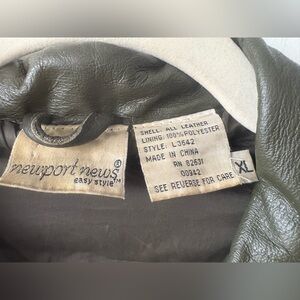 newport news®
easy style™
SHELL: ALL LEATHER
LINING: 100% POLYESTER
STYLE: L3642
MADE IN CHINA
RN 82631
00942
SEE REVERSE FOR CARE
XL